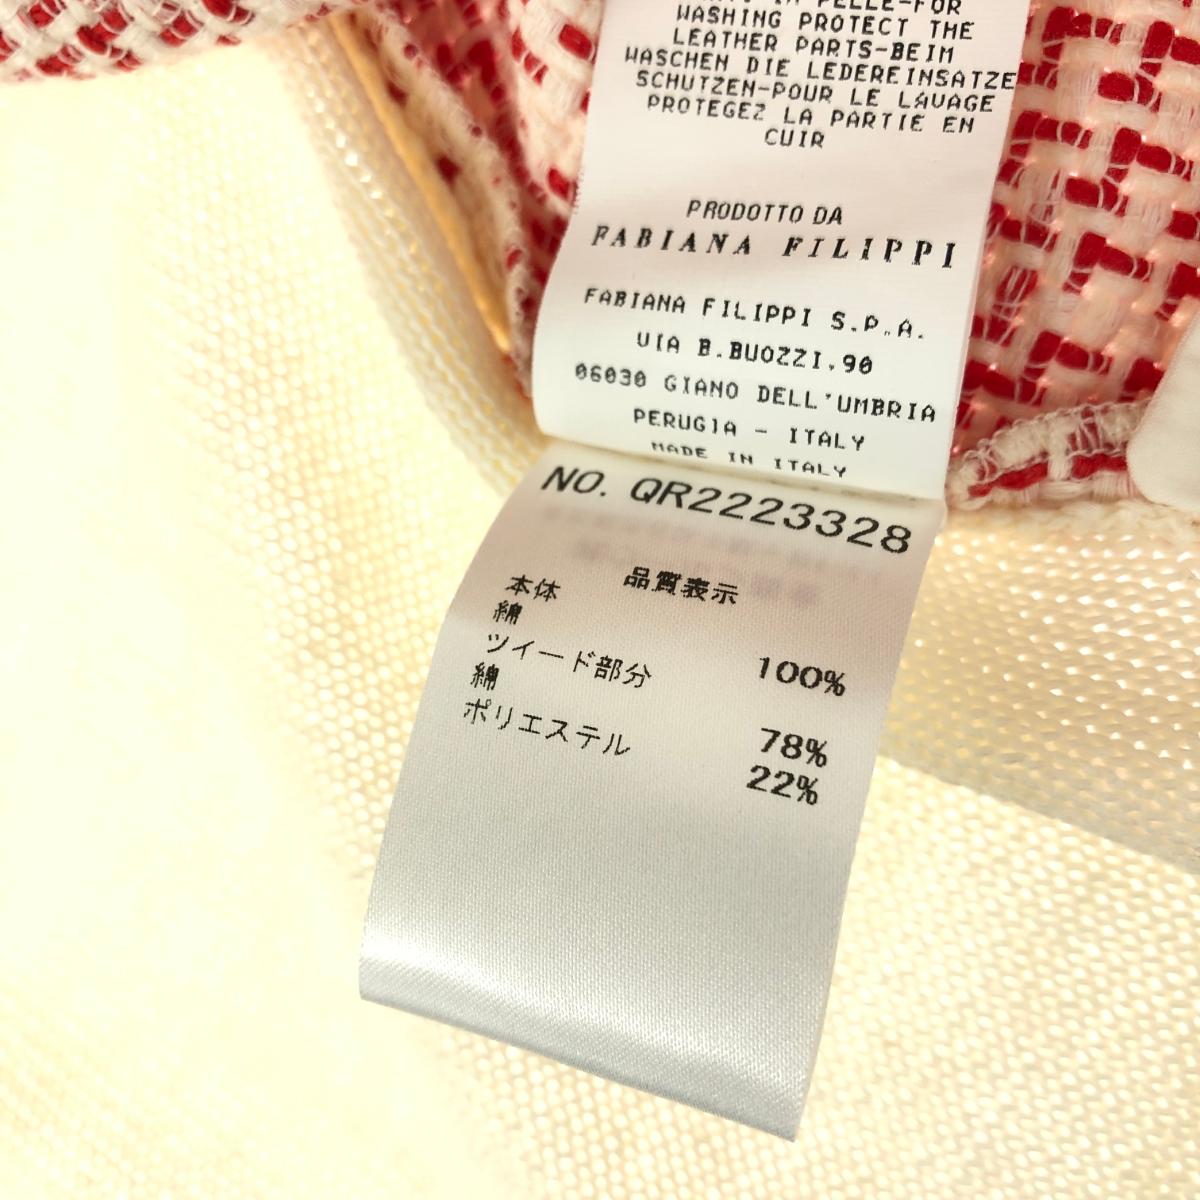 PELLE-FOR
WASHING PROTECT THE
LEATHER PARTS-BEIM
WASCHEN DIE LEDEREINSATZE
SCHUTZEN-POUR LE LAVAGE
PROTEGEZ LA PARTIE EN
CUIR
PRODOTTO DA
FABIANA FILIPPI
FABIANA FILIPPI S.P.A.
VIA B.BUOZZI,90
06030 GIANO DELL'UMBRIA
PERUGIA - ITALY
MADE IN ITALY
NO. QR2223328
品質表示
本体
綿 100%
ツイード部分
綿 78%
ポリエステル 22%